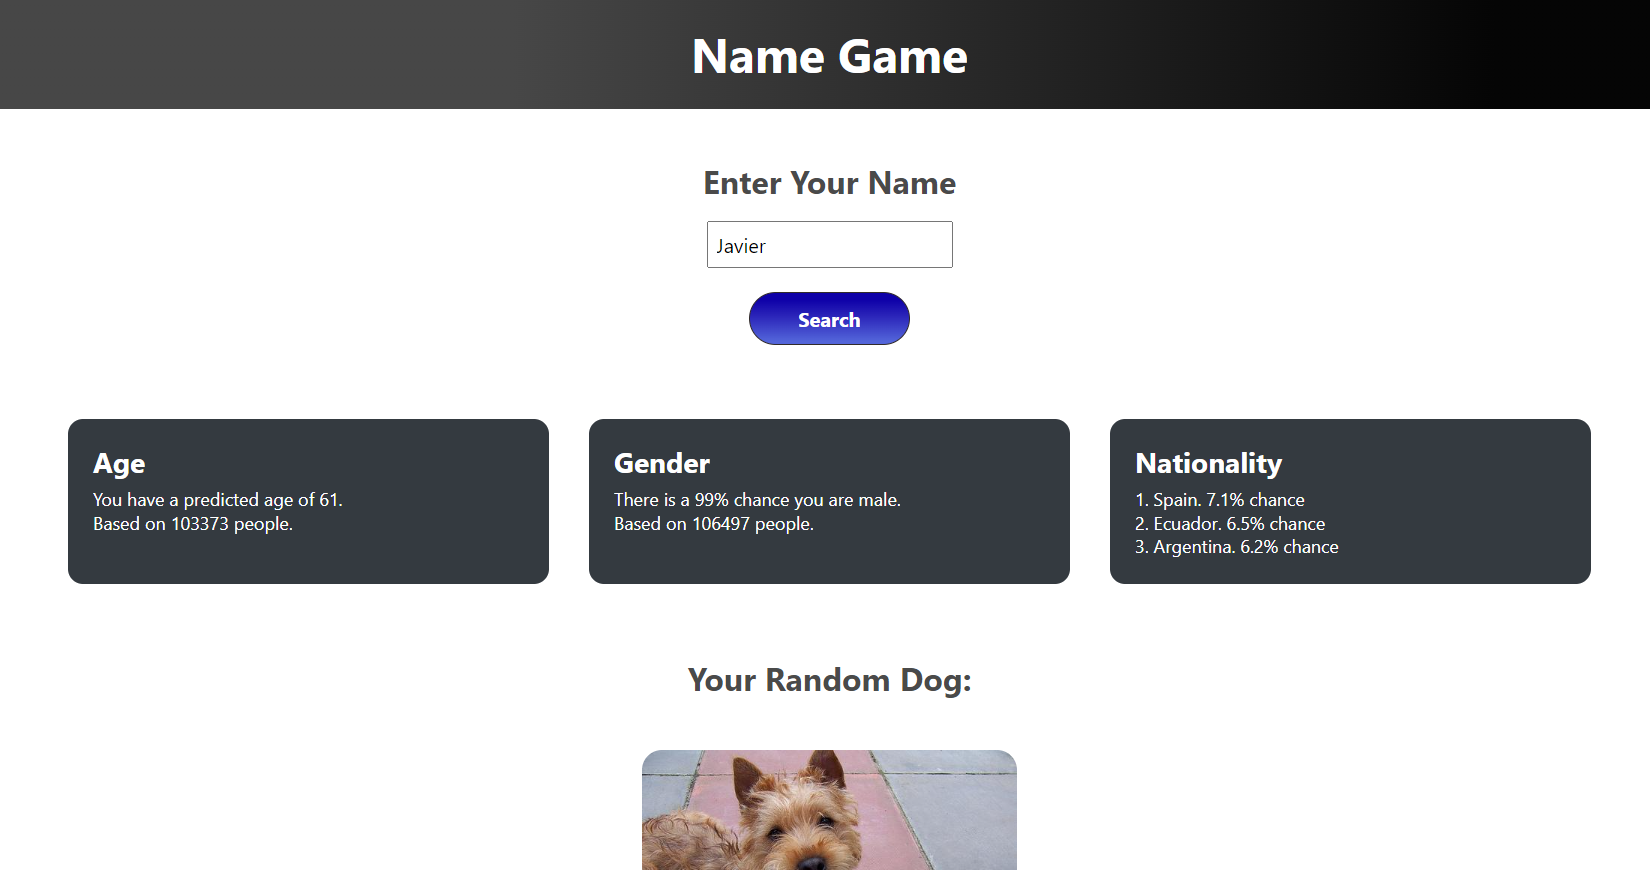 Name Game
Enter Your Name
Javier
Search
Age
You have a predicted age of 61.
Based on 103373 people.
Gender
There is a 99% chance you are male.
Based on 106497 people.
Nationality
1. Spain. 7.1% chance
2. Ecuador. 6.5% chance
3. Argentina. 6.2% chance
Your Random Dog: